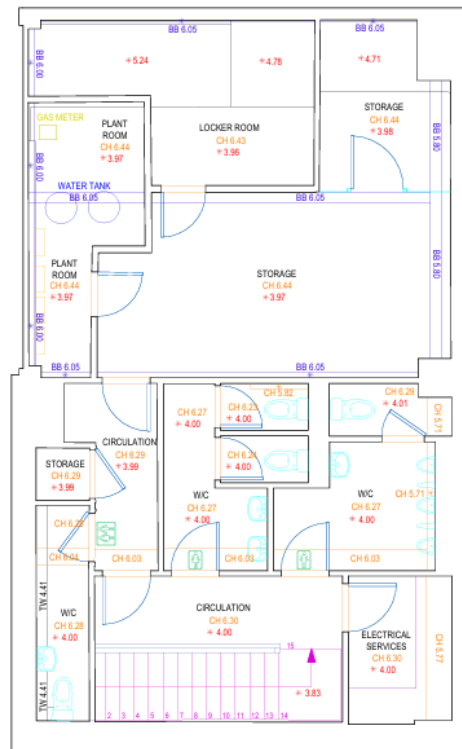 BB 6.05
BB 6.00
5.24
4.78
4.71
GAS METER
PLANT
ROOM
CH 6.44
3.97
LOCKER ROOM
CH 6.43
3.96
STORAGE
CH 6.44
3.98
BB 5.80
BB 6.00
WATER TANK
BB 6.05
BB 6.05
PLANT
ROOM
CH 6.44
3.97
STORAGE
CH 6.44
3.97
BB 5.80
BB 6.00
BB 6.05
BB 6.05
CH 5.82
CH 6.27
4.00
CH 6.23
4.00
CH 6.29
4.01
CH 5.71
CIRCULATION
CH 6.29
3.99
CH 6.24
4.00
STORAGE
CH 6.29
3.99
W/C
CH 6.27
4.00
W/C
CH 6.27
4.00
CH 5.71
CH 6.28
CH 6.04
CH 6.03
CH 6.03
CH 6.03
TW 4.41
W/C
CH 6.28
4.00
TW 4.41
CIRCULATION
CH 6.30
4.00
ELECTRICAL
SERVICES
CH 6.30
4.00
CH 5.77
15
3.83
2 3 4 5 6 7 8 9 10 11 12 13 14